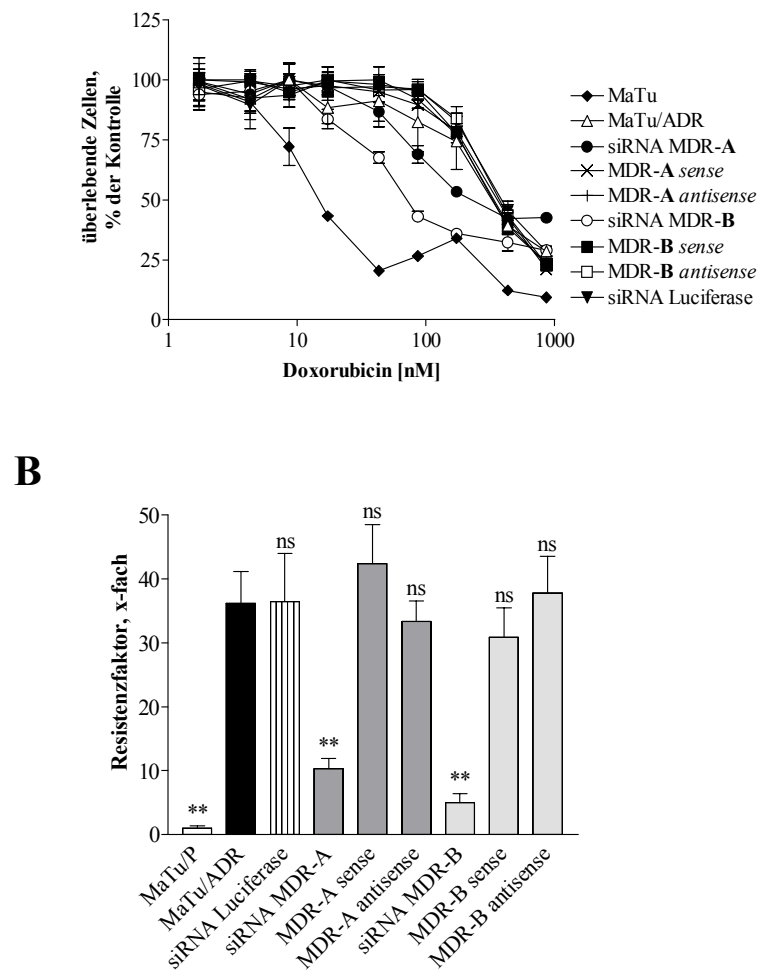 125
100
75
50
25
0
überlebende Zellen,
% der Kontrolle
1
10
100
1000
Doxorubicin [nM]
MaTu
MaTu/ADR
siRNA MDR-A
MDR-A sense
MDR-A antisense
siRNA MDR-B
MDR-B sense
MDR-B antisense
siRNA Luciferase
B
50
40
30
20
10
0
Resistenzfaktor, x-fach
**
ns
**
ns
ns
**
ns
ns
MaTu/P
MaTu/ADR
siRNA Luciferase
siRNA MDR-A
MDR-A sense
MDR-A antisense
siRNA MDR-B
MDR-B sense
MDR-B antisense